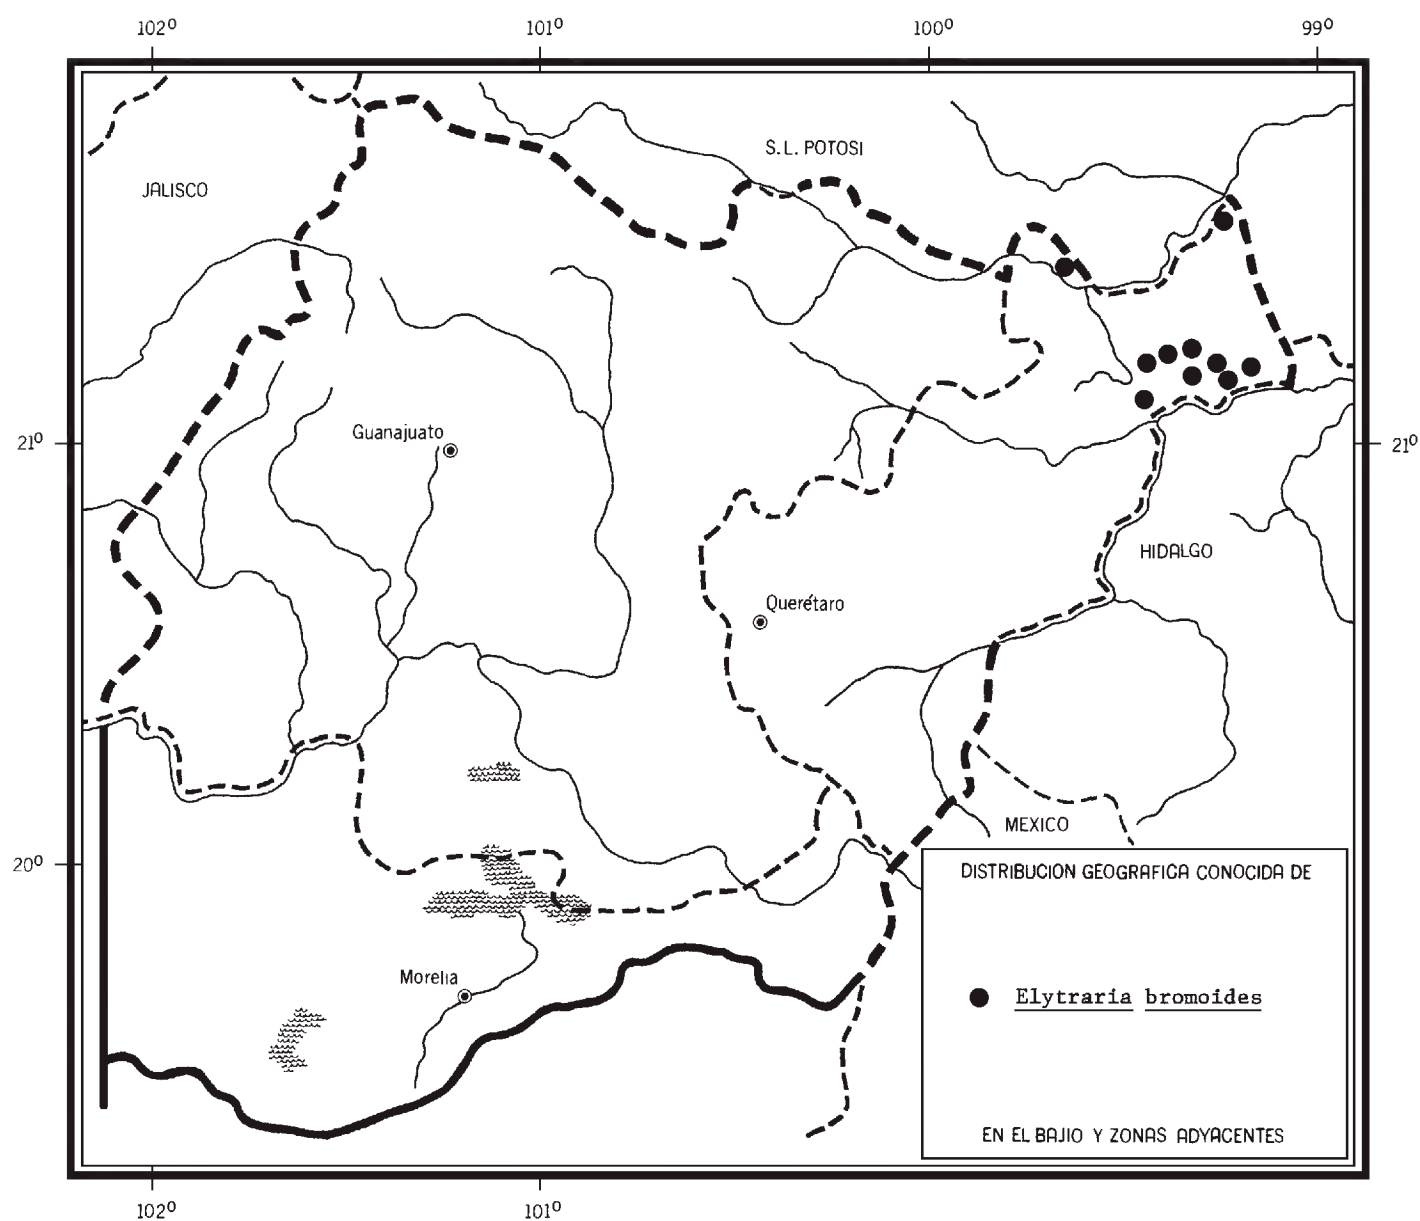 102º 101º 100º 99º
S.L. POTOSI
JALISCO
Guanajuato
21º 21º
HIDALGO
Querétaro
MEXICO
20º
DISTRIBUCION GEOGRAFICA CONOCIDA DE
Morelia
Elytraria bromoides
EN EL BAJIO Y ZONAS ADYACENTES
102º 101º